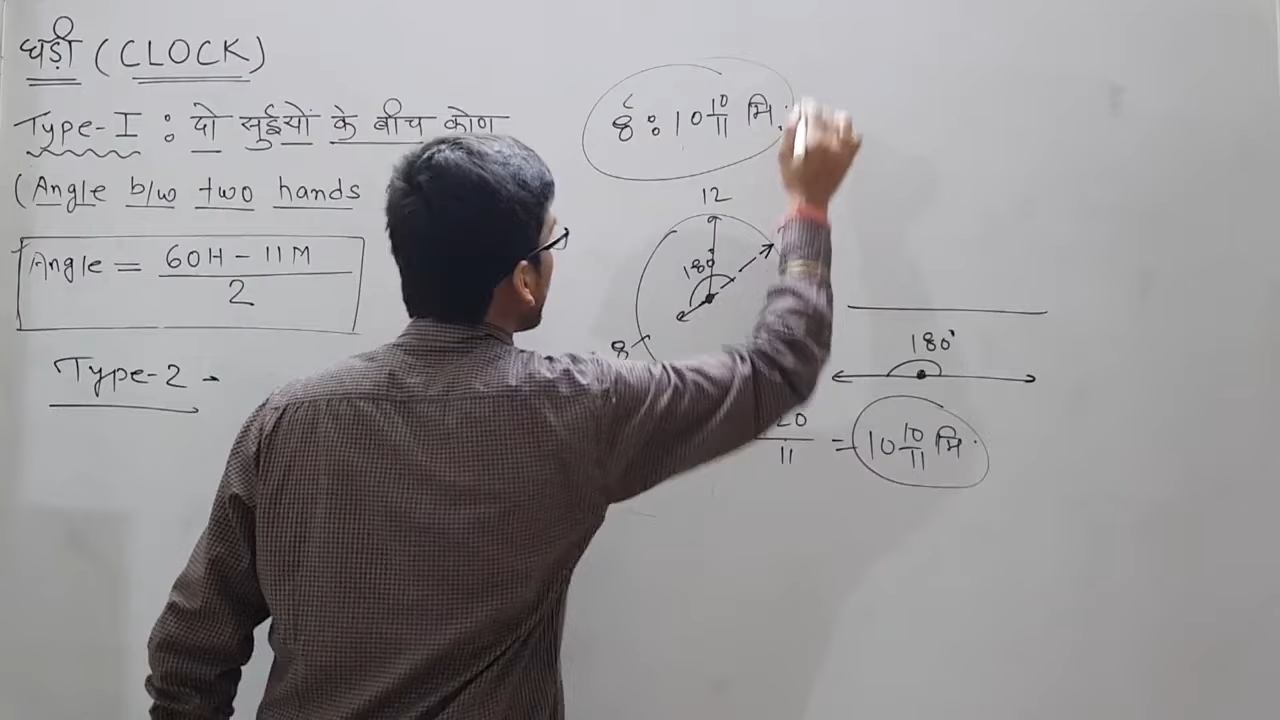 घड़ी (CLOCK)
Type-I : दो सुईयों के बीच कोण
(Angle b/w two hands
Angle = 60H - 11M / 2
Type-2 →
8 : 10 10/11 मि.
12
180°
8
180°
20/11 = 10 10/11 मि.